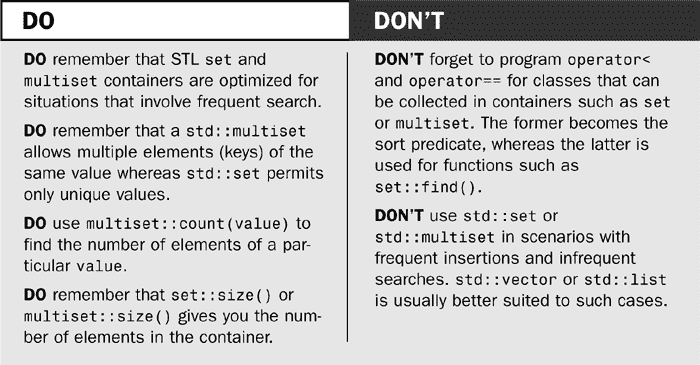 DO
DO remember that STL set and
multiset containers are optimized for
situations that involve frequent search.
DO remember that a std::multiset
allows multiple elements (keys) of the
same value whereas std::set permits
only unique values.
DO use multiset::count(value) to
find the number of elements of a par-
ticular value.
DO remember that set::size() or
multiset::size() gives you the num-
ber of elements in the container.
DON'T
DON'T forget to program operator<
and operator== for classes that can
be collected in containers such as set
or multiset. The former becomes the
sort predicate, whereas the latter is
used for functions such as
set::find().
DON'T use std::set or
std::multiset in scenarios with
frequent insertions and infrequent
searches. std::vector or std::list
is usually better suited to such cases.